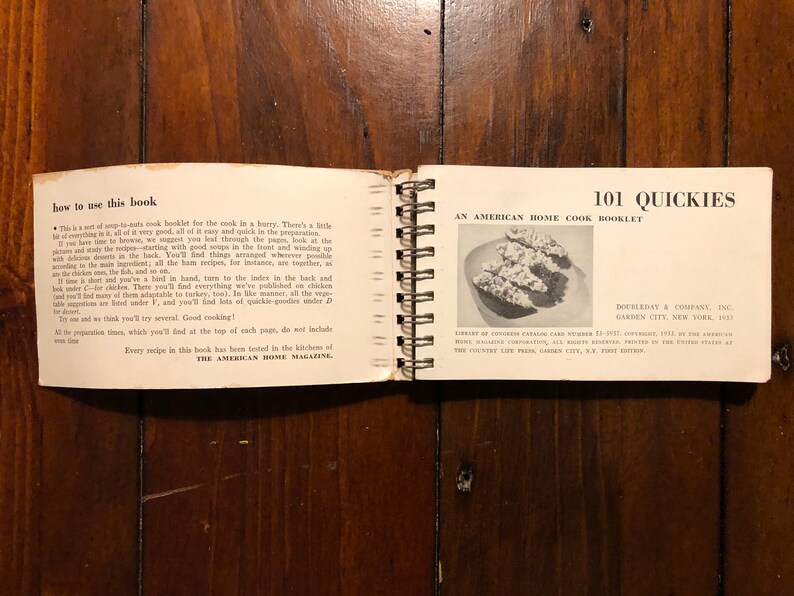 how to use this book
• This is a sort of soup-to-nuts cook booklet for the cook in a hurry. There's a little
bit of everything in it, all of it very good, all of it easy and quick in the preparation.
If you have time to browse, we suggest you leaf through the pages, look at the
pictures and study the recipes—starting with good soups in the front and winding up
with delicious desserts in the back. You'll find things arranged wherever possible
according to the main ingredient; all the ham recipes, for instance, are together, as
are the chicken ones, the fish, and so on.
If time is short and you've a bird in hand, turn to the index in the back and
look under C—for chicken. There you'll find everything we've published on chicken
(and you'll find many of them adaptable to turkey, too). In like manner, all the vege-
table suggestions are listed under V, and you'll find lots of quickie-goodies under D
for dessert.
Try one and we think you'll try several. Good cooking!
All the preparation times, which you'll find at the top of each page, do not include
oven time
Every recipe in this book has been tested in the kitchens of
THE AMERICAN HOME MAGAZINE.
101 QUICKIES
AN AMERICAN HOME COOK BOOKLET
DOUBLEDAY & COMPANY, INC.
GARDEN CITY, NEW YORK, 1953
LIBRARY OF CONGRESS CATALOG CARD NUMBER 53-5957. COPYRIGHT, 1953, BY THE AMERICAN
HOME MAGAZINE CORPORATION, ALL RIGHTS RESERVED. PRINTED IN THE UNITED STATES AT
THE COUNTRY LIFE PRESS, GARDEN CITY, N.Y. FIRST EDITION.